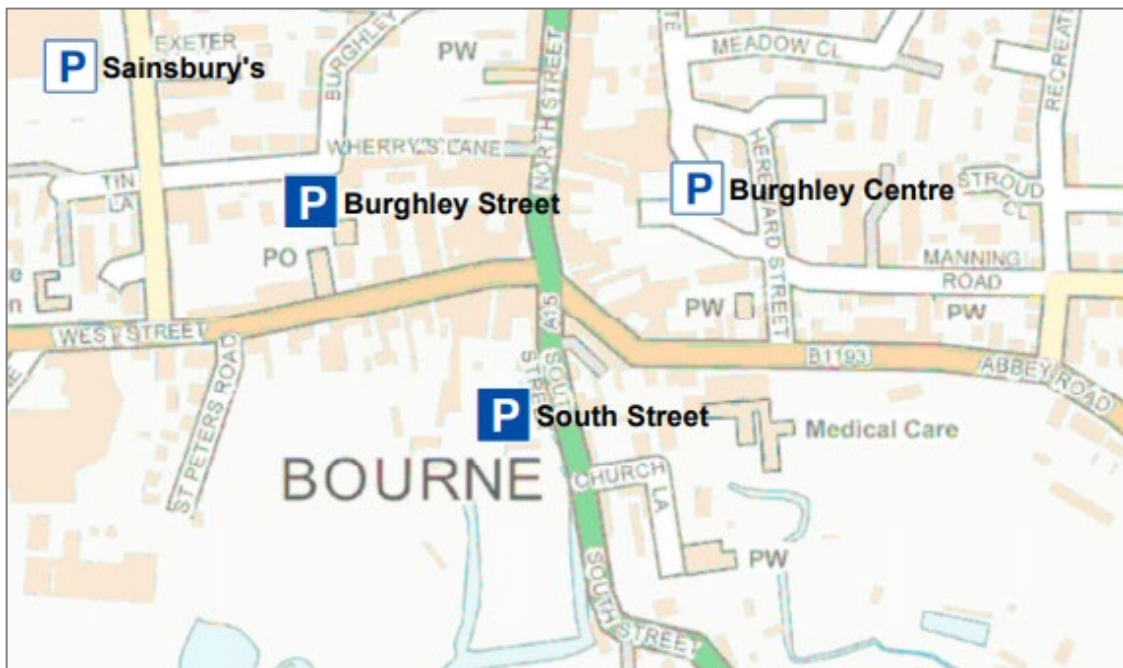 EXETER
P Sainsbury's
BURGHLEY
PW
NORTH STREET
MEADOW CL
RECREATI
WHERRY'S LANE
TIN
LA
P Burghley Street
P Burghley Centre
HEREWARD STREET
STROUD
CL
PO
MANNING
ROAD
PW
PW
WEST STREET
A15
SOUTH
STREET
B1193
ABBEY ROAD
ST PETERS ROAD
P South Street
Medical Care
BOURNE
CHURCH
LA
PW
SOUTH STREET